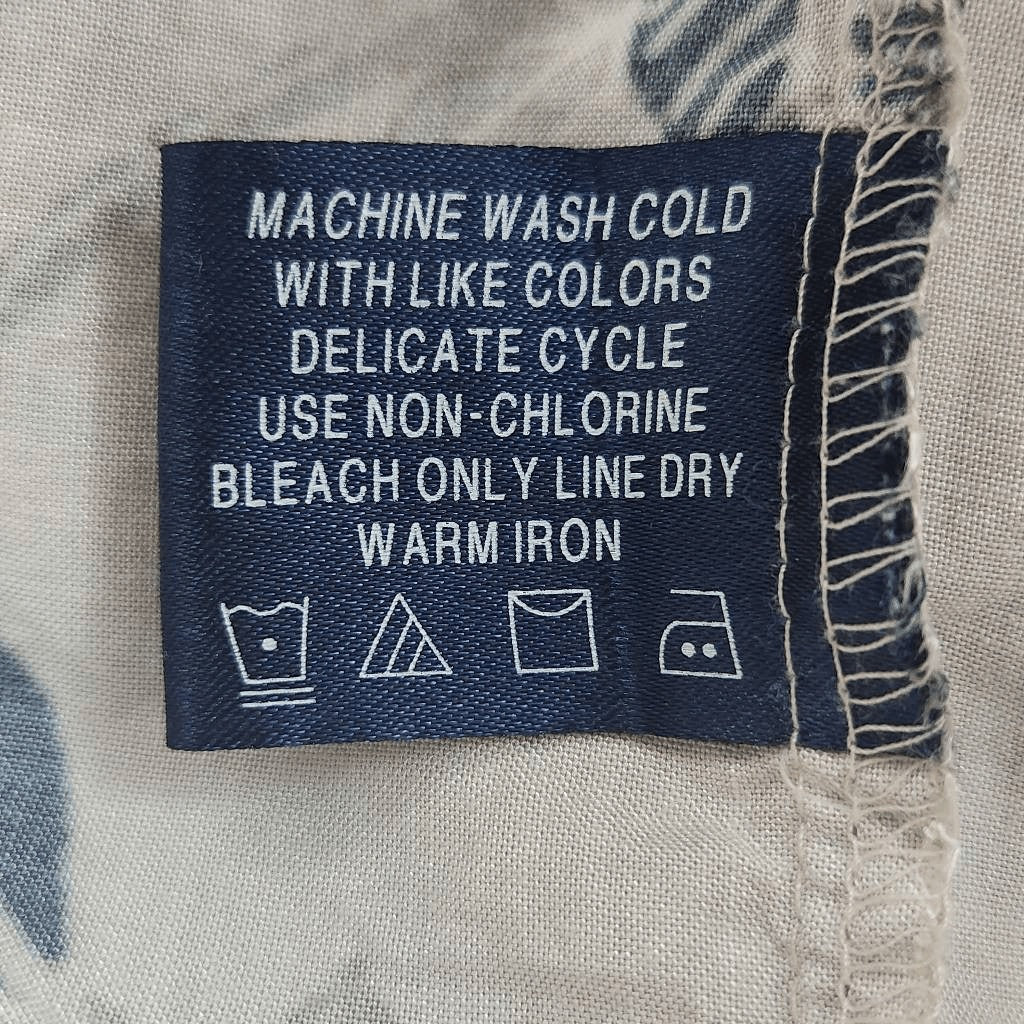 MACHINE WASH COLD
WITH LIKE COLORS
DELICATE CYCLE
USE NON-CHLORINE
BLEACH ONLY LINE DRY
WARM IRON